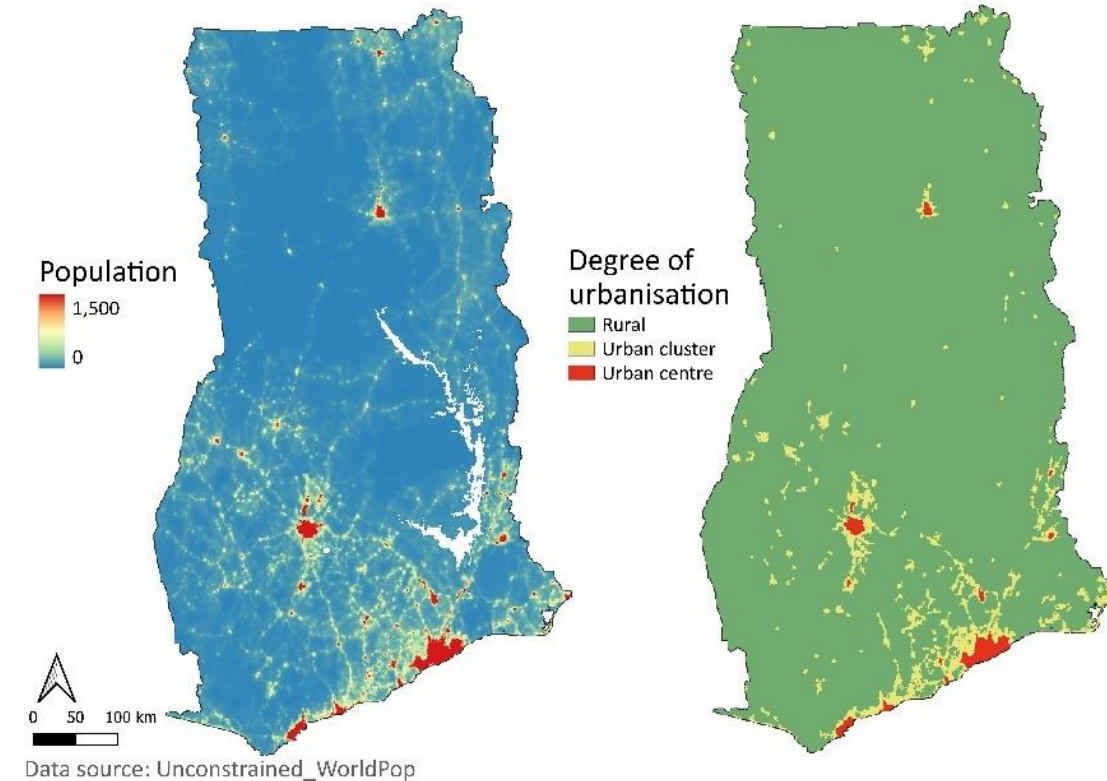 Population
1,500
0
Degree of
urbanisation
Rural
Urban cluster
Urban centre
0 50 100 km
Data source: Unconstrained_WorldPop